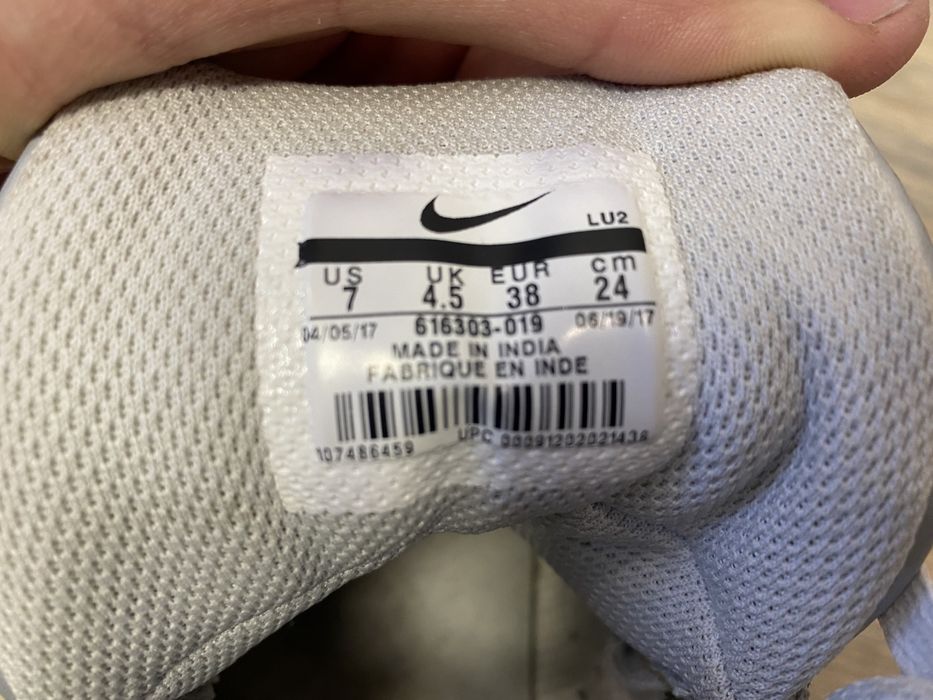 LU2
US UK EUR cm
7 4.5 38 24
04/05/17 616303-019 06/19/17
MADE IN INDIA
FABRIQUE EN INDE
107486459 UPC 00091202021438